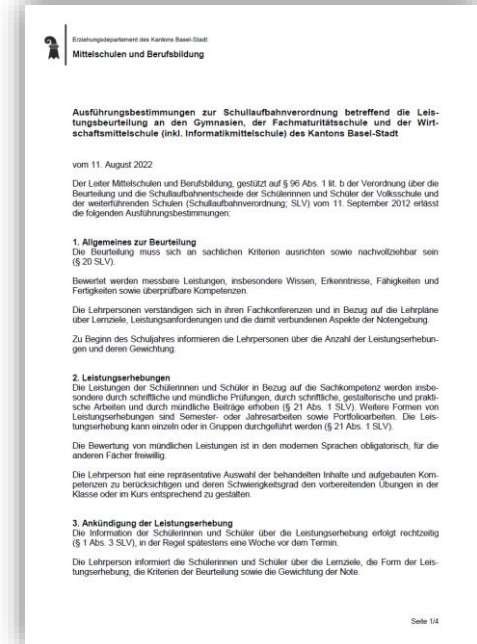 Erziehungsdepartement des Kantons Basel-Stadt
Mittelschulen und Berufsbildung
Ausführungsbestimmungen zur Schullaufbahnverordnung betreffend die Leis-
tungsbeurteilung an den Gymnasien, der Fachmaturitätsschule und der Wirt-
schaftsmittelschule (inkl. Informatikmittelschule) des Kantons Basel-Stadt
vom 11. August 2022
Der Leiter Mittelschulen und Berufsbildung, gestützt auf § 96 Abs. 1 lit. b der Verordnung über die
Beurteilung und die Schullaufbahnentscheide der Schülerinnen und Schüler der Volksschule und
der weiterführenden Schulen (Schullaufbahnverordnung; SLV) vom 11. September 2012 erlässt
die folgenden Ausführungsbestimmungen:
1. Allgemeines zur Beurteilung
Die Beurteilung muss sich an sachlichen Kriterien ausrichten sowie nachvollziehbar sein
(§ 20 SLV).
Bewertet werden messbare Leistungen, insbesondere Wissen, Erkenntnisse, Fähigkeiten und
Fertigkeiten sowie überprüfbare Kompetenzen.
Die Lehrpersonen verständigen sich in ihren Fachkonferenzen und in Bezug auf die Lehrpläne
über Lernziele, Leistungsanforderungen und die damit verbundenen Aspekte der Notengebung.
Zu Beginn des Schuljahres informieren die Lehrpersonen über die Anzahl der Leistungserhebun-
gen und deren Gewichtung.
2. Leistungserhebungen
Die Leistungen der Schülerinnen und Schüler in Bezug auf die Sachkompetenz werden insbe-
sondere durch schriftliche und mündliche Prüfungen, durch schriftliche, gestalterische und prakti-
sche Arbeiten und durch mündliche Beiträge erhoben (§ 21 Abs. 1 SLV). Weitere Formen von
Leistungserhebungen sind Semester- oder Jahresarbeiten sowie Portfolioarbeiten. Die Leis-
tungserhebung kann einzeln oder in Gruppen durchgeführt werden (§ 21 Abs. 1 SLV).
Die Bewertung von mündlichen Leistungen ist in den modernen Sprachen obligatorisch, für die
anderen Fächer freiwillig.
Die Lehrperson hat eine repräsentative Auswahl der behandelten Inhalte und aufgebauten Kom-
petenzen zu berücksichtigen und deren Schwierigkeitsgrad den vorbereitenden Übungen in der
Klasse oder im Kurs entsprechend zu gestalten.
3. Ankündigung der Leistungserhebung
Die Information der Schülerinnen und Schüler über die Leistungserhebung erfolgt rechtzeitig
(§ 1 Abs. 3 SLV), in der Regel spätestens eine Woche vor dem Termin.
Die Lehrperson informiert die Schülerinnen und Schüler über die Lernziele, die Form der Leis-
tungserhebung, die Kriterien der Beurteilung sowie die Gewichtung der Note.
Seite 1/4